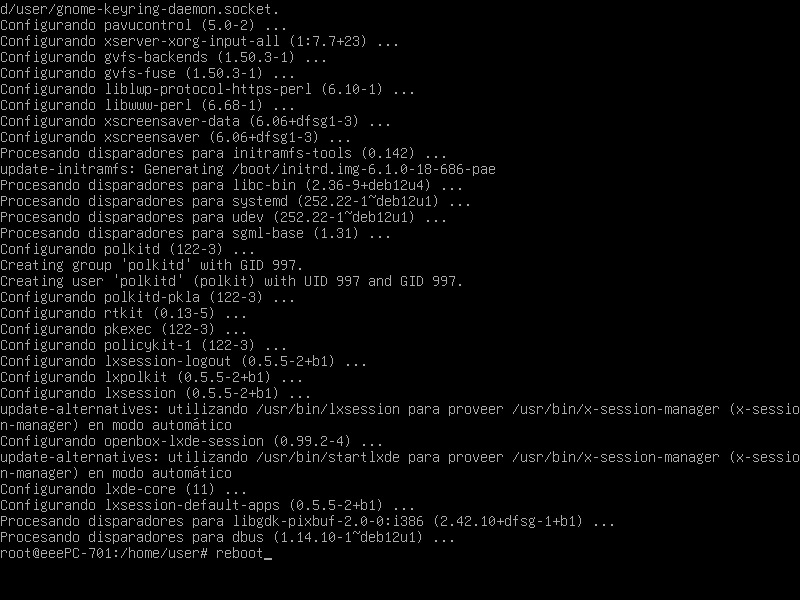 d/user/gnome-keyring-daemon.socket.
Configurando pavucontrol (5.0-2) ...
Configurando xserver-xorg-input-all (1:7.7+23) ...
Configurando gvfs-backends (1.50.3-1) ...
Configurando gvfs-fuse (1.50.3-1) ...
Configurando liblwp-protocol-https-perl (6.10-1) ...
Configurando libwww-perl (6.68-1) ...
Configurando xscreensaver-data (6.06+dfsg1-3) ...
Configurando xscreensaver (6.06+dfsg1-3) ...
Procesando disparadores para initramfs-tools (0.142) ...
update-initramfs: Generating /boot/initrd.img-6.1.0-18-686-pae
Procesando disparadores para libc-bin (2.36-9+deb12u4) ...
Procesando disparadores para systemd (252.22-1~deb12u1) ...
Procesando disparadores para udev (252.22-1~deb12u1) ...
Procesando disparadores para sgml-base (1.31) ...
Configurando polkitd (122-3) ...
Creating group 'polkitd' with GID 997.
Creating user 'polkitd' (polkit) with UID 997 and GID 997.
Configurando polkitd-pkla (122-3) ...
Configurando rtkit (0.13-5) ...
Configurando pkexec (122-3) ...
Configurando policykit-1 (122-3) ...
Configurando lxsession-logout (0.5.5-2+b1) ...
Configurando lxpolkit (0.5.5-2+b1) ...
Configurando lxsession (0.5.5-2+b1) ...
update-alternatives: utilizando /usr/bin/lxsession para proveer /usr/bin/x-session-manager (x-sessio
n-manager) en modo automático
Configurando openbox-lxde-session (0.99.2-4) ...
update-alternatives: utilizando /usr/bin/startlxde para proveer /usr/bin/x-session-manager (x-sessio
n-manager) en modo automático
Configurando lxde-core (11) ...
Configurando lxsession-default-apps (0.5.5-2+b1) ...
Procesando disparadores para libgdk-pixbuf-2.0-0:i386 (2.42.10+dfsg-1+b1) ...
Procesando disparadores para dbus (1.14.10-1~deb12u1) ...
root@eeePC-701:/home/user# reboot_